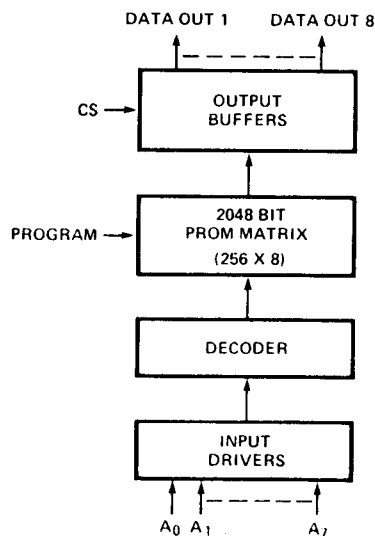 DATA OUT 1 DATA OUT 8
CS
OUTPUT
BUFFERS
PROGRAM
2048 BIT
PROM MATRIX
(256 X 8)
DECODER
INPUT
DRIVERS
A0 A1 A7